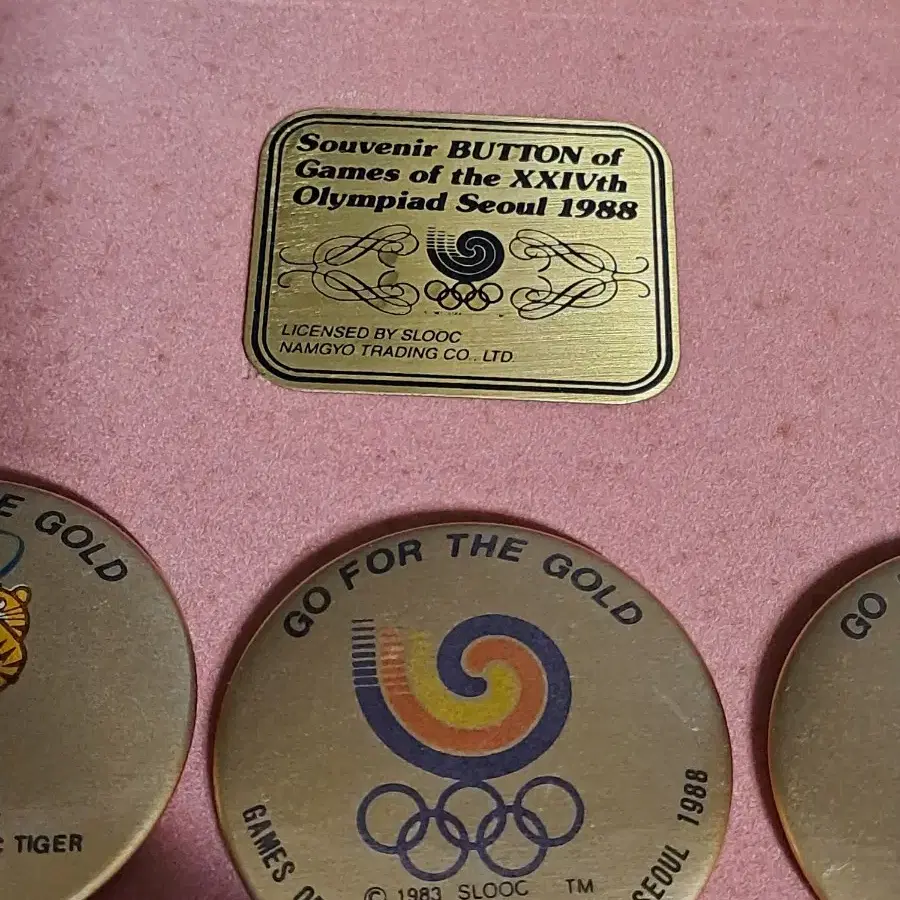 Souvenir BUTTON of
Games of the XXIVth
Olympiad Seoul 1988
LICENSED BY SLOOC
NAMGYO TRADING CO., LTD.
GOLD
TIGER
GO FOR THE GOLD
GAMES
SEOUL 1988
© 1983 SLOOC TM
GO